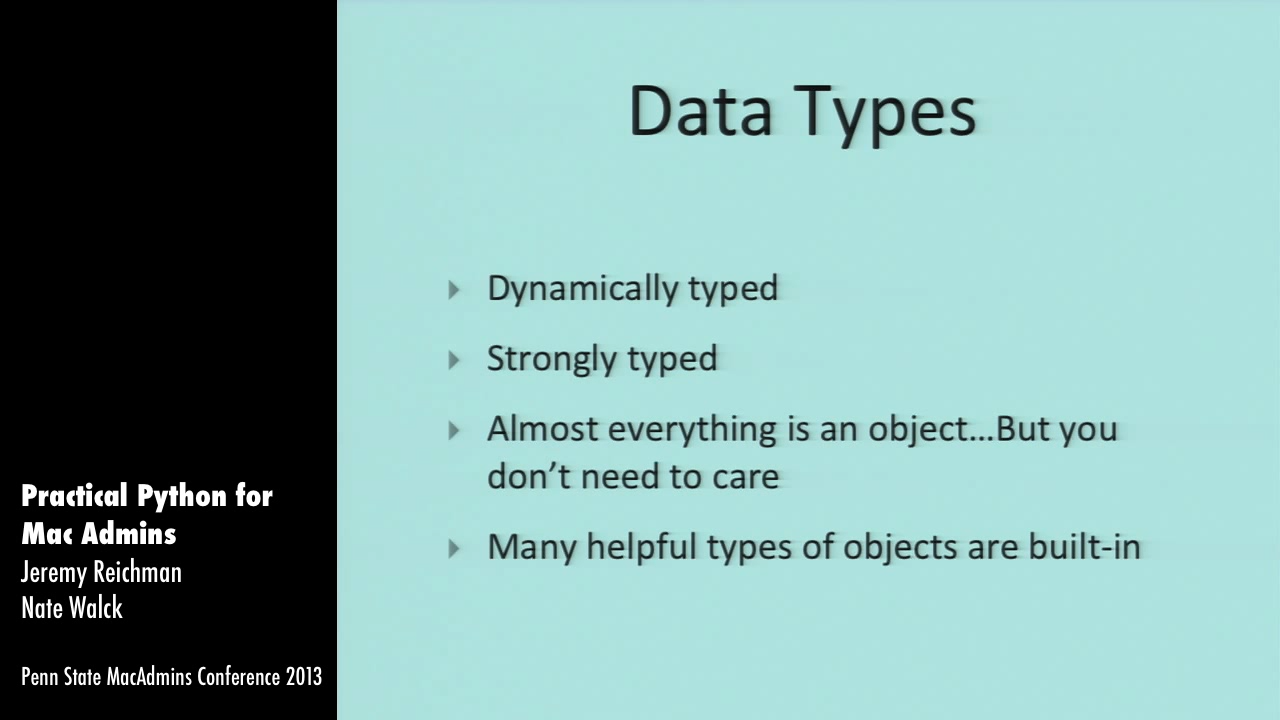 Data Types
Dynamically typed
Strongly typed
Almost everything is an object...But you
don't need to care
Many helpful types of objects are built-in
Practical Python for
Mac Admins
Jeremy Reichman
Nate Walck
Penn State MacAdmins Conference 2013